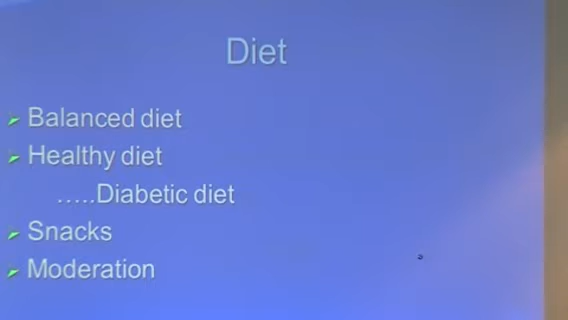 Diet
Balanced diet
Healthy diet
.....Diabetic diet
Snacks
Moderation